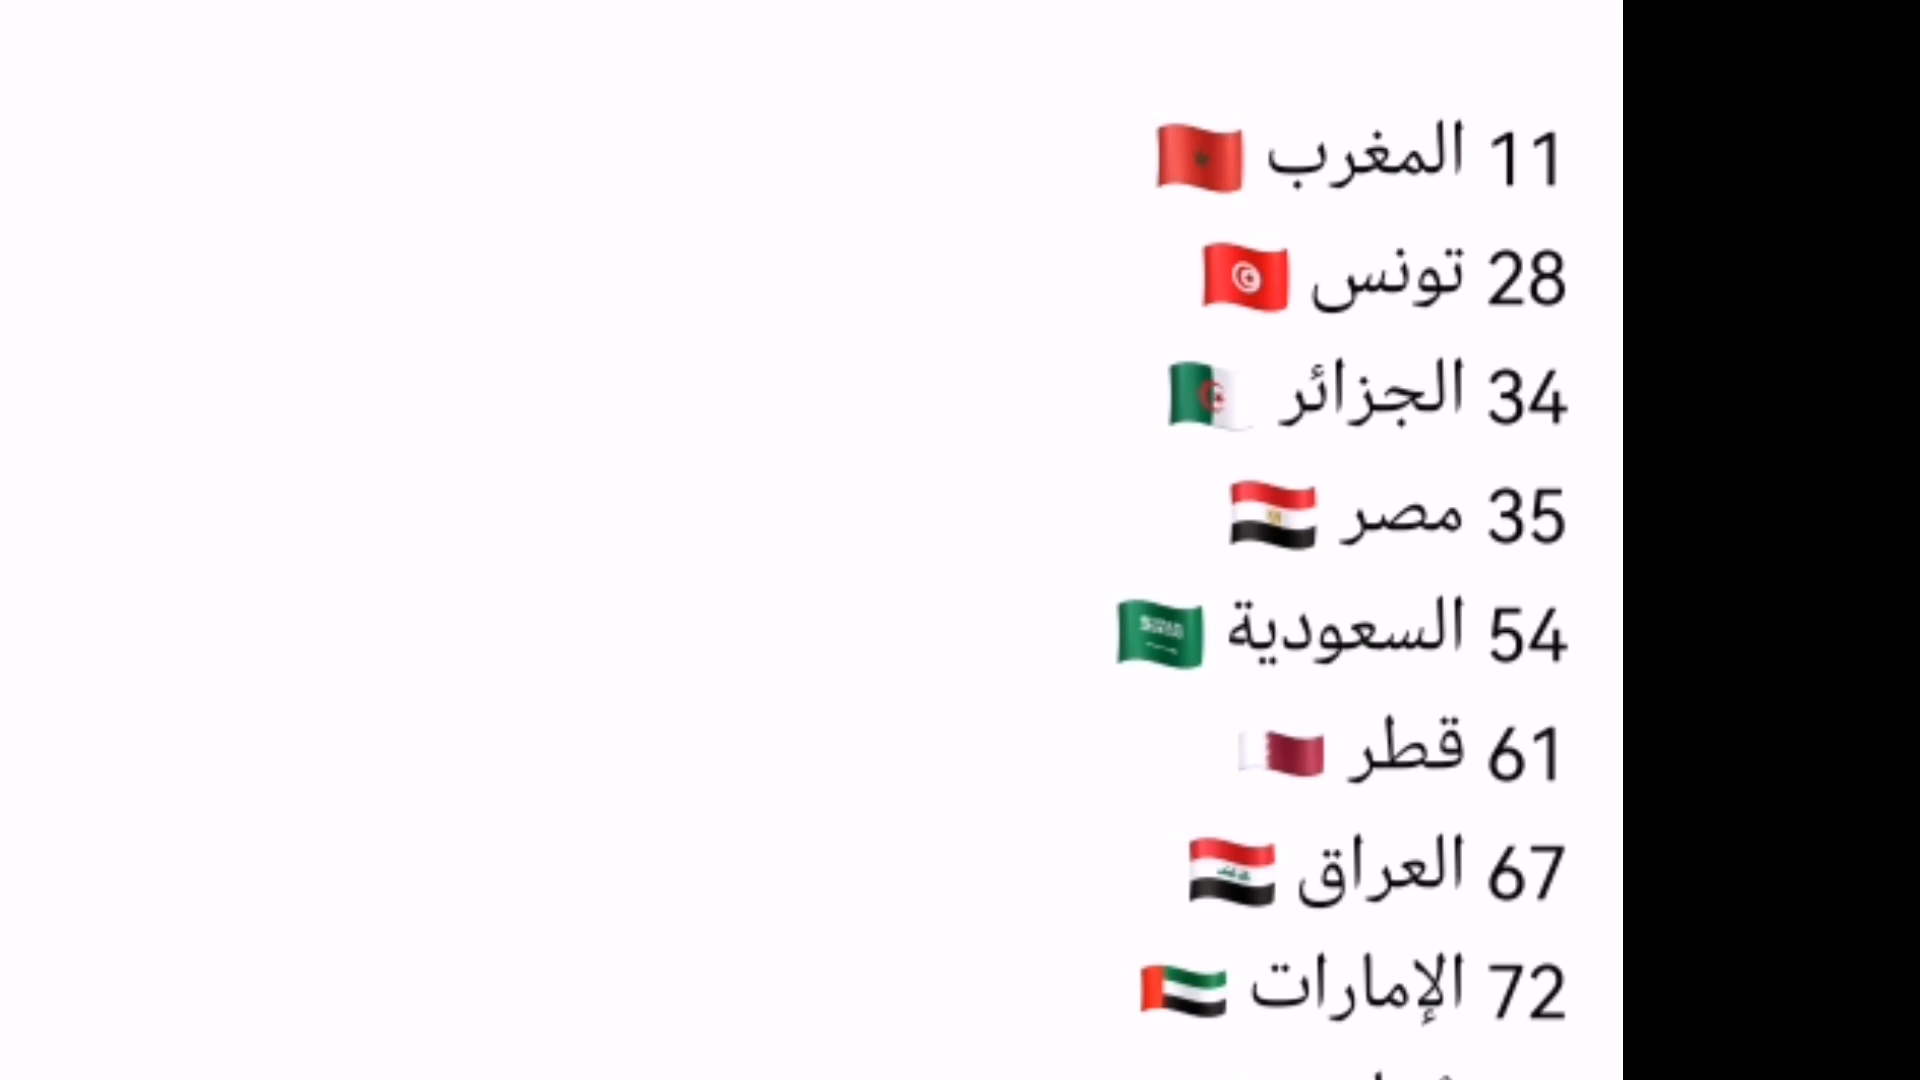 11 المغرب 🇲🇦
28 تونس 🇹🇳
34 الجزائر 🇩🇿
35 مصر 🇪🇬
54 السعودية 🇸🇦
61 قطر 🇶🇦
67 العراق 🇮🇶
72 الإمارات 🇦🇪